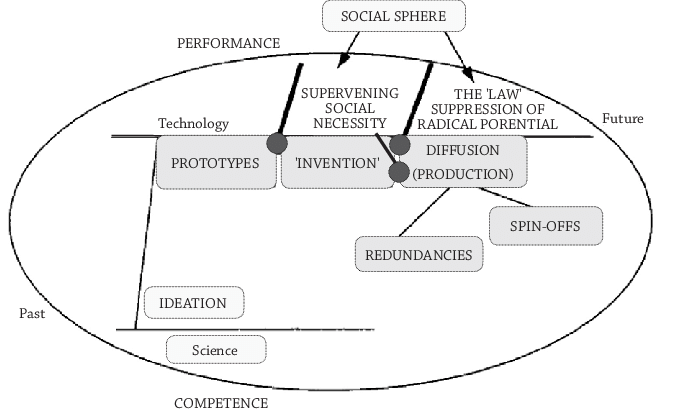 SOCIAL SPHERE
PERFORMANCE
SUPERVENING
SOCIAL
NECESSITY
THE 'LAW'
SUPPRESSION OF
RADICAL PORENTIAL
Technology
Future
PROTOTYPES
'INVENTION'
DIFFUSION
(PRODUCTION)
SPIN-OFFS
REDUNDANCIES
IDEATION
Past
Science
COMPETENCE